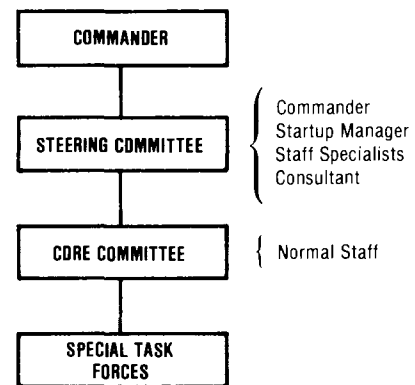 COMMANDER
STEERING COMMITTEE
Commander
Startup Manager
Staff Specialists
Consultant
CORE COMMITTEE
Normal Staff
SPECIAL TASK
FORCES